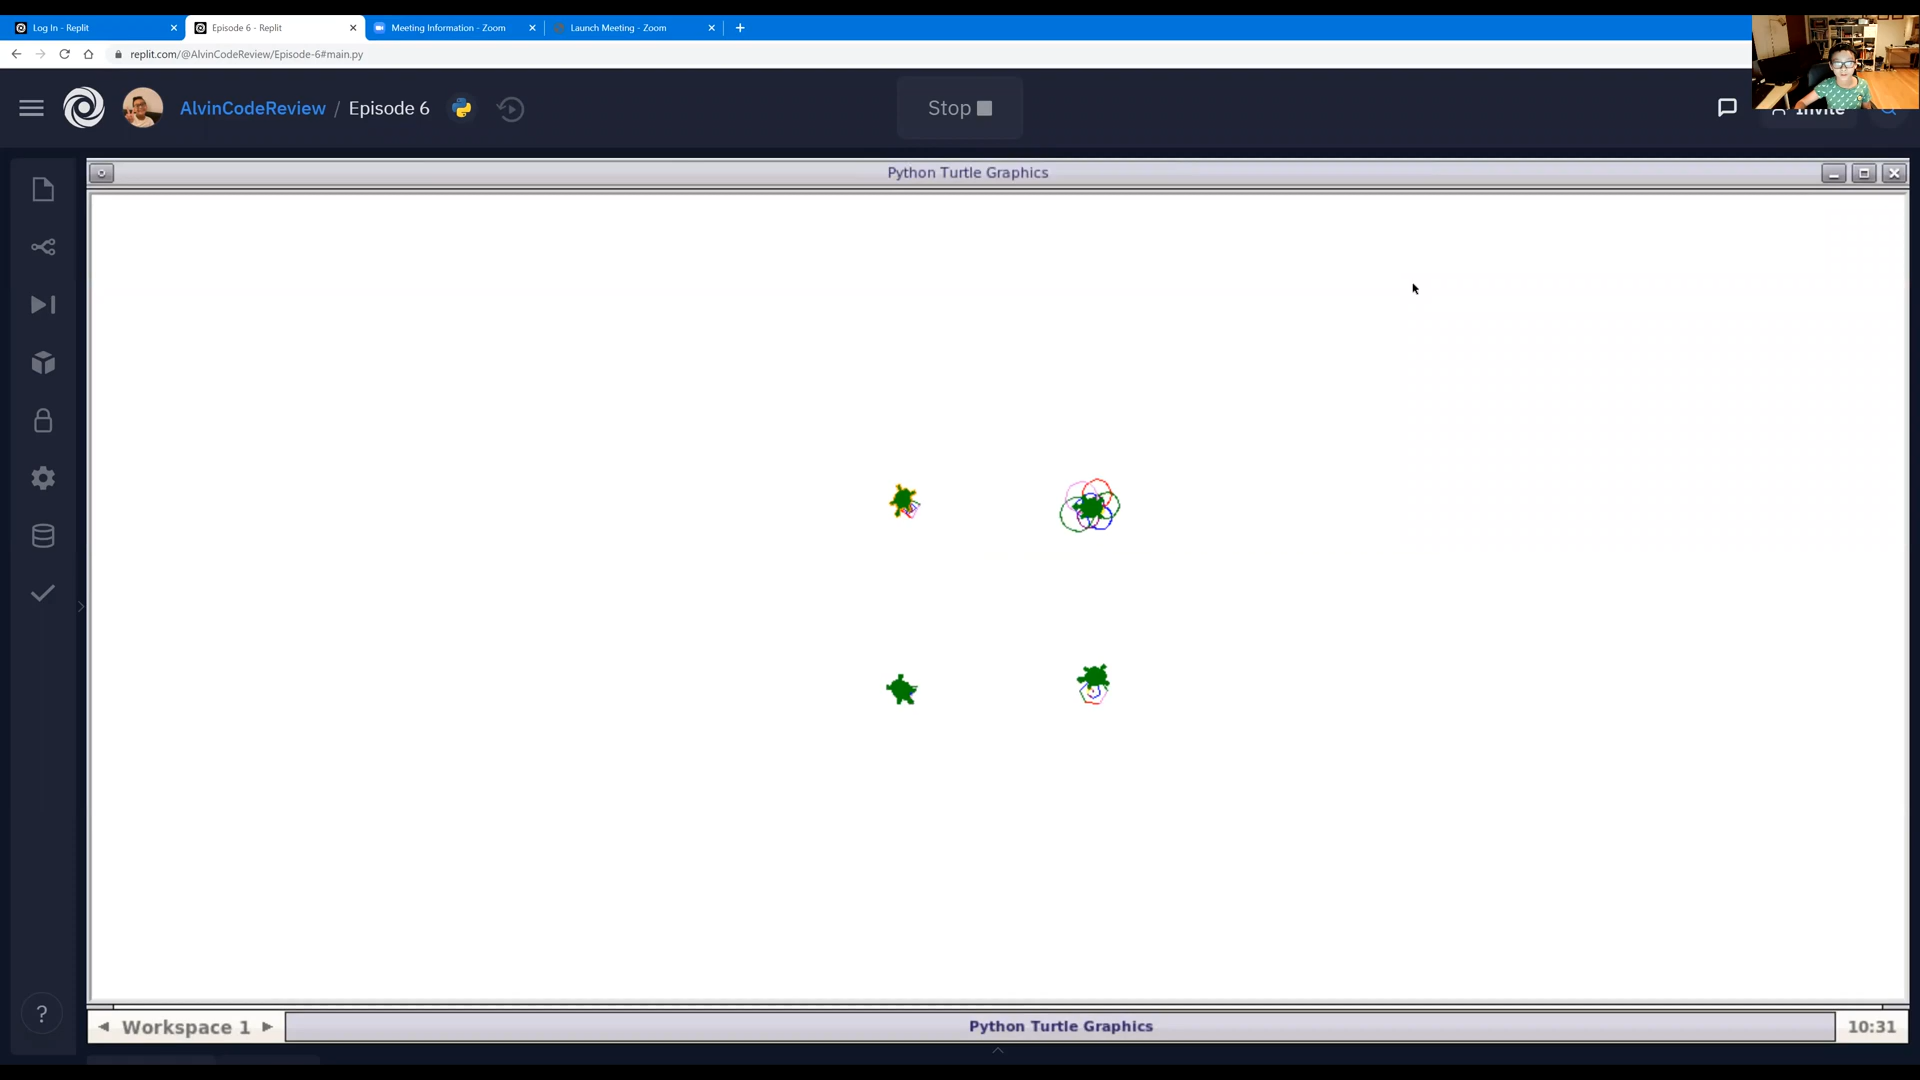 Log In - Replit
Episode 6 - Replit
Meeting Information - Zoom
Launch Meeting - Zoom
replit.com/@AlvinCodeReview/Episode-6#main.py
AlvinCodeReview / Episode 6
Stop
Invite
Python Turtle Graphics
?
Workspace 1
Python Turtle Graphics
10:31